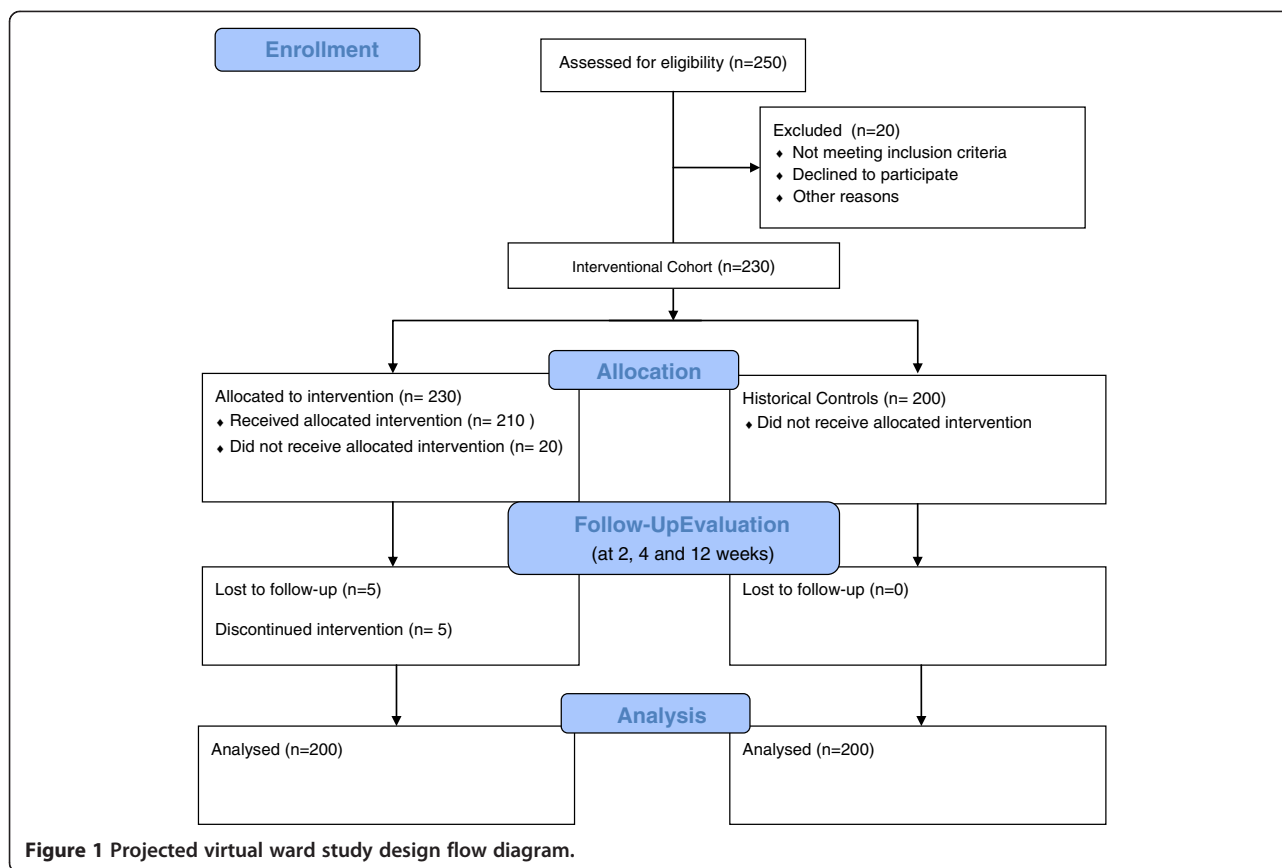 Enrollment
Assessed for eligibility (n=250)
Excluded (n=20)
♦ Not meeting inclusion criteria
♦ Declined to participate
♦ Other reasons
Interventional Cohort (n=230)
Allocation
Allocated to intervention (n= 230)
♦ Received allocated intervention (n= 210 )
♦ Did not receive allocated intervention (n= 20)
Historical Controls (n= 200)
♦ Did not receive allocated intervention
Follow-UpEvaluation
(at 2, 4 and 12 weeks)
Lost to follow-up (n=5)
Discontinued intervention (n= 5)
Lost to follow-up (n=0)
Analysis
Analysed (n=200)
Analysed (n=200)
Figure 1 Projected virtual ward study design flow diagram.